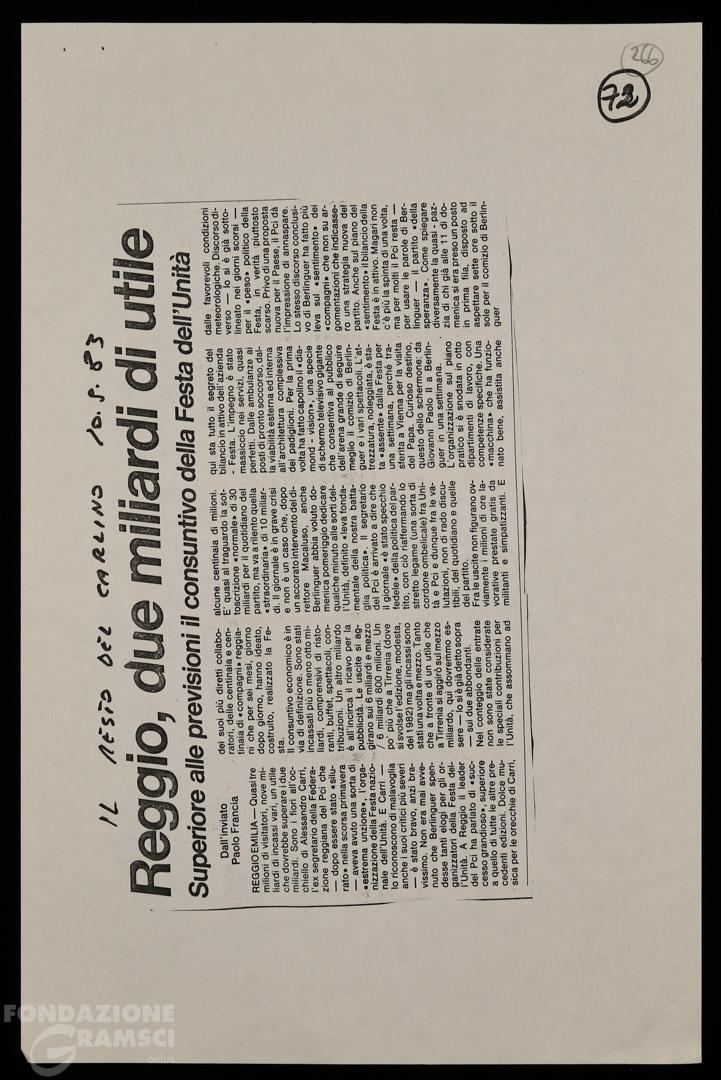 266
72
IL RESTO DEL CARLINO 10.9.83
Reggio, due miliardi di utile
Superiore alle previsioni il consuntivo della Festa dell'Unità
Dall'inviato
Paolo Francia
REGGIO EMILIA — Quasi tre
milioni di visitatori, nove mi-
liardi di incassi vari, un utile
che dovrebbe superare i due
miliardi. Sono i fiori all'oc-
chiello di Alessandro Carri,
l'ex segretario della Federa-
zione reggiana del Pci che
— dopo essere stato «silu-
rato» nella scorsa primavera
— aveva avuto una sorta di
«estrema unzione», l'orga-
nizzazione della Festa nazio-
nale dell'Unità. E Carri —
lo riconoscono di malavoglia
anche i suoi critici più severi
— è stato bravo, anzi bra-
vissimo. Non era mai avve-
nuto che Berlinguer spen-
desse tanti elogi per gli or-
ganizzatori della Festa del-
l'Unità. A Reggio il leader
del Pci ha parlato di «suc-
cesso grandioso», superiore
a quello di tutte altre pre-
cedenti edizioni. Dolce mu-
sica per le orecchie di Carri,
dei suoi più diretti collabo-
ratori, delle centinaia e cen-
tinaia di «compagni» reggia-
ni che per sei mesi, giorno
dopo giorno, hanno ideato,
costruito, realizzato la Fe-
sta.
Il consuntivo economico è in
via di definizione. Sono stati
incassati più o meno otto mi-
liardi, comprensivi di risto-
ranti, buffet, spettacoli, con-
tribuzioni. Un altro miliardo
è all'incirca il ricavo per la
pubblicità. Le uscite si ag-
girano sui 6 miliardi e mezzo
/ 6 miliardi 800 milioni. Un
po' più che a Tirrenia (dove
si svolse l'edizione, modesta,
del 1982) ma gli incassi sono
stati una volta e mezzo. Tanto
che a fronte di un utile che
a Tirrenia si aggirò sul mezzo
miliardo, qui dovremmo es-
sere — lo si è già detto sopra
— sui due abbondanti.
Nel conteggio delle entrate
non sono state considerate
le speciali contribuzioni per
l'Unità, che assommano ad
alcune centinaia di milioni.
E' quasi al traguardo la sot-
toscrizione «normale» di 30
miliardi per il quotidiano del
partito, ma va a rilento quella
«straordinaria» di 10 miliar-
di. Il giornale è in grave crisi
e non è un caso che, dopo
un accorato intervento del di-
rettore Macaluso, anche
Berlinguer abbia voluto do-
menica pomeriggio dedicare
qualche minuto alle sorti del-
l'Unità, definito «leva fonda-
mentale della nostra batta-
glia politica». Il segretario
del Pci è arrivato a dire che
il giornale «è stato specchio
fedele» della politica del par-
tito, con ciò riaffermando lo
stretto legame (una sorta di
cordone ombelicale) fra Uni-
tà e Pci e dunque fra le va-
lutazioni, non di rado discu-
tibili, del quotidiano e quelle
del partito.
Fra le uscite non figurano ov-
viamente i milioni di ore la-
vorative prestate gratis da
militanti e simpatizzanti. E
qui sta tutto il segreto del
bilancio in attivo dell'azienda
- Festa. L'impegno è stato
massiccio nei servizi, quasi
perfetti. Dalle ambulanze ai
posti di pronto soccorso, dal-
la viabilità esterna ed interna
all'architettura complessiva
dei padiglioni. Per la prima
volta ha fatto capolino il «dia-
mond - vision», una specie
di schermo televisivo gigante
che consentiva al pubblico
dell'arena grande di seguire
meglio il comizio di Berlin-
guer e i vari spettacoli. L'at-
trezzatura, noleggiata, è sta-
ta «assente» dalla Festa per
una settimana, perché tra-
sferita a Vienna per la visita
del Papa. Curioso destino,
questo dello schermone: da
Giovanni Paolo II a Berlin-
guer in una settimana.
L'organizzazione sul piano
pratico si è snodata in otto
dipartimenti di lavoro, con
competenze specifiche. Una
«macchina» che ha funzio-
nato bene, assistita anche
dalle favorevoli condizioni
meteorologiche. Discorso di-
verso — lo si è già sotto-
lineato nei giorni scorsi —
per il «peso» politico della
Festa, in verità piuttosto
scarso. Privo di una proposta
nuova per il Paese, il Pci dà
l'impressione di annaspare.
Lo stesso discorso conclusi-
vo di Berlinguer ha fatto più
leva sul «sentimento» dei
«compagni» che non su ar-
gomentazioni che indicasse-
ro una strategia nuova del
partito. Anche sul piano del
«sentimento» il bilancio della
Festa è in attivo. Magari non
c'è più la spinta di una volta,
ma per molti il Pci resta —
per usare le parole di Ber-
linguer — il partito «della
speranza». Come spiegare
diversamente la quasi - paz-
zia di chi già alle 11 di do-
menica si era preso un posto
in prima fila, disposto ad
aspettare sette ore sotto il
sole per il comizio di Berlin-
guer
FONDAZIONE
GRAMSCI
onlus